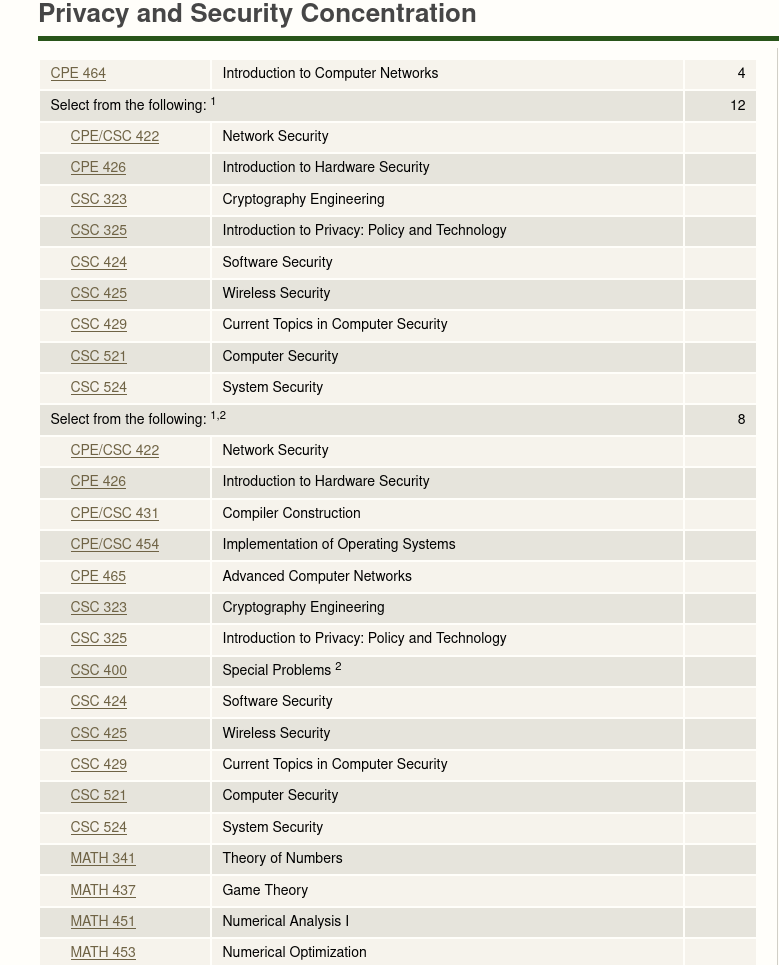 Privacy and Security Concentration
CPE 464 Introduction to Computer Networks 4
Select from the following: 1 12
CPE/CSC 422 Network Security
CPE 426 Introduction to Hardware Security
CSC 323 Cryptography Engineering
CSC 325 Introduction to Privacy: Policy and Technology
CSC 424 Software Security
CSC 425 Wireless Security
CSC 429 Current Topics in Computer Security
CSC 521 Computer Security
CSC 524 System Security
Select from the following: 1,2 8
CPE/CSC 422 Network Security
CPE 426 Introduction to Hardware Security
CPE/CSC 431 Compiler Construction
CPE/CSC 454 Implementation of Operating Systems
CPE 465 Advanced Computer Networks
CSC 323 Cryptography Engineering
CSC 325 Introduction to Privacy: Policy and Technology
CSC 400 Special Problems 2
CSC 424 Software Security
CSC 425 Wireless Security
CSC 429 Current Topics in Computer Security
CSC 521 Computer Security
CSC 524 System Security
MATH 341 Theory of Numbers
MATH 437 Game Theory
MATH 451 Numerical Analysis I
MATH 453 Numerical Optimization